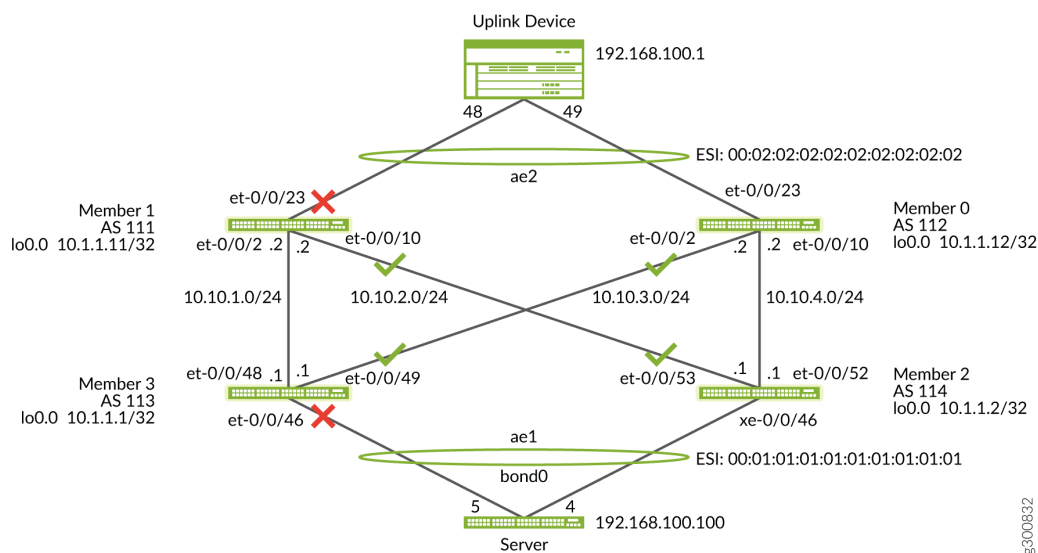 Uplink Device
192.168.100.1
48
49
ESI: 00:02:02:02:02:02:02:02:02:02
ae2
et-0/0/23
et-0/0/23
Member 1
AS 111
lo0.0 10.1.1.11/32
Member 0
AS 112
lo0.0 10.1.1.12/32
et-0/0/2
.2
.2
et-0/0/10
et-0/0/2
.2
.2
et-0/0/10
10.10.1.0/24
10.10.2.0/24
10.10.3.0/24
10.10.4.0/24
et-0/0/48
.1
.1
et-0/0/49
et-0/0/53
.1
.1
et-0/0/52
Member 3
AS 113
lo0.0 10.1.1.1/32
Member 2
AS 114
lo0.0 10.1.1.2/32
et-0/0/46
xe-0/0/46
ae1
ESI: 00:01:01:01:01:01:01:01:01:01
bond0
5
4
192.168.100.100
Server
g300832